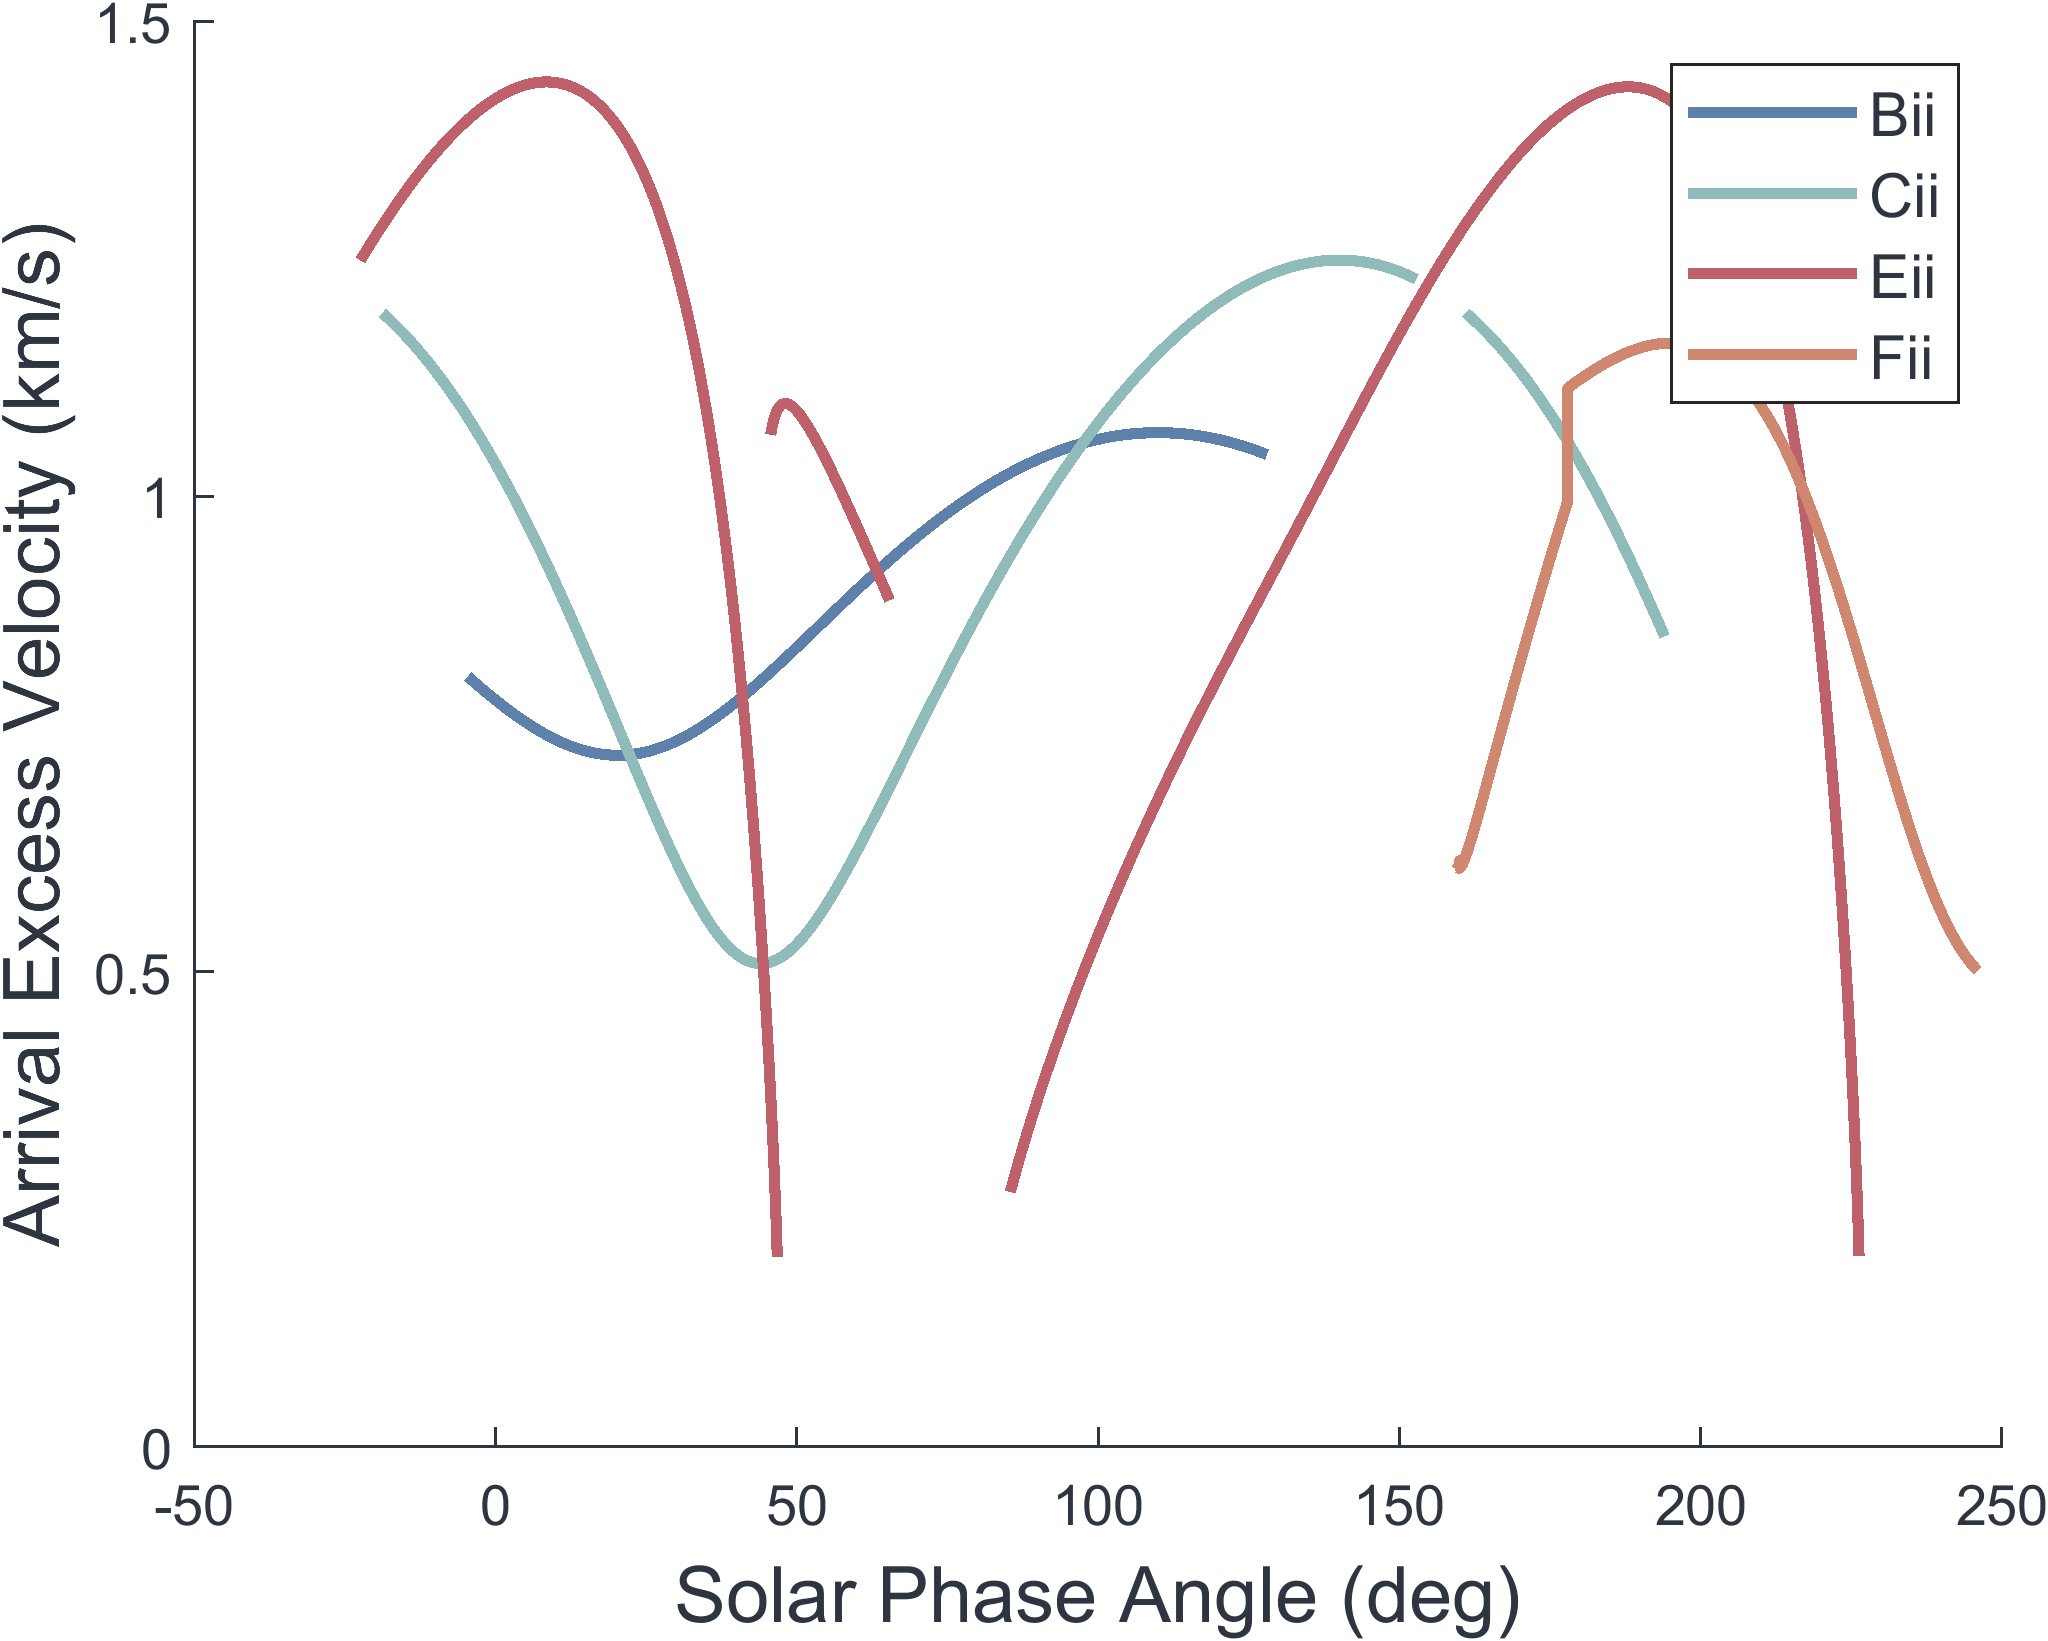 1.5
1
0.5
0
Arrival Excess Velocity (km/s)
Bii
Cii
Eii
Fii
-50 0 50 100 150 200 250
Solar Phase Angle (deg)